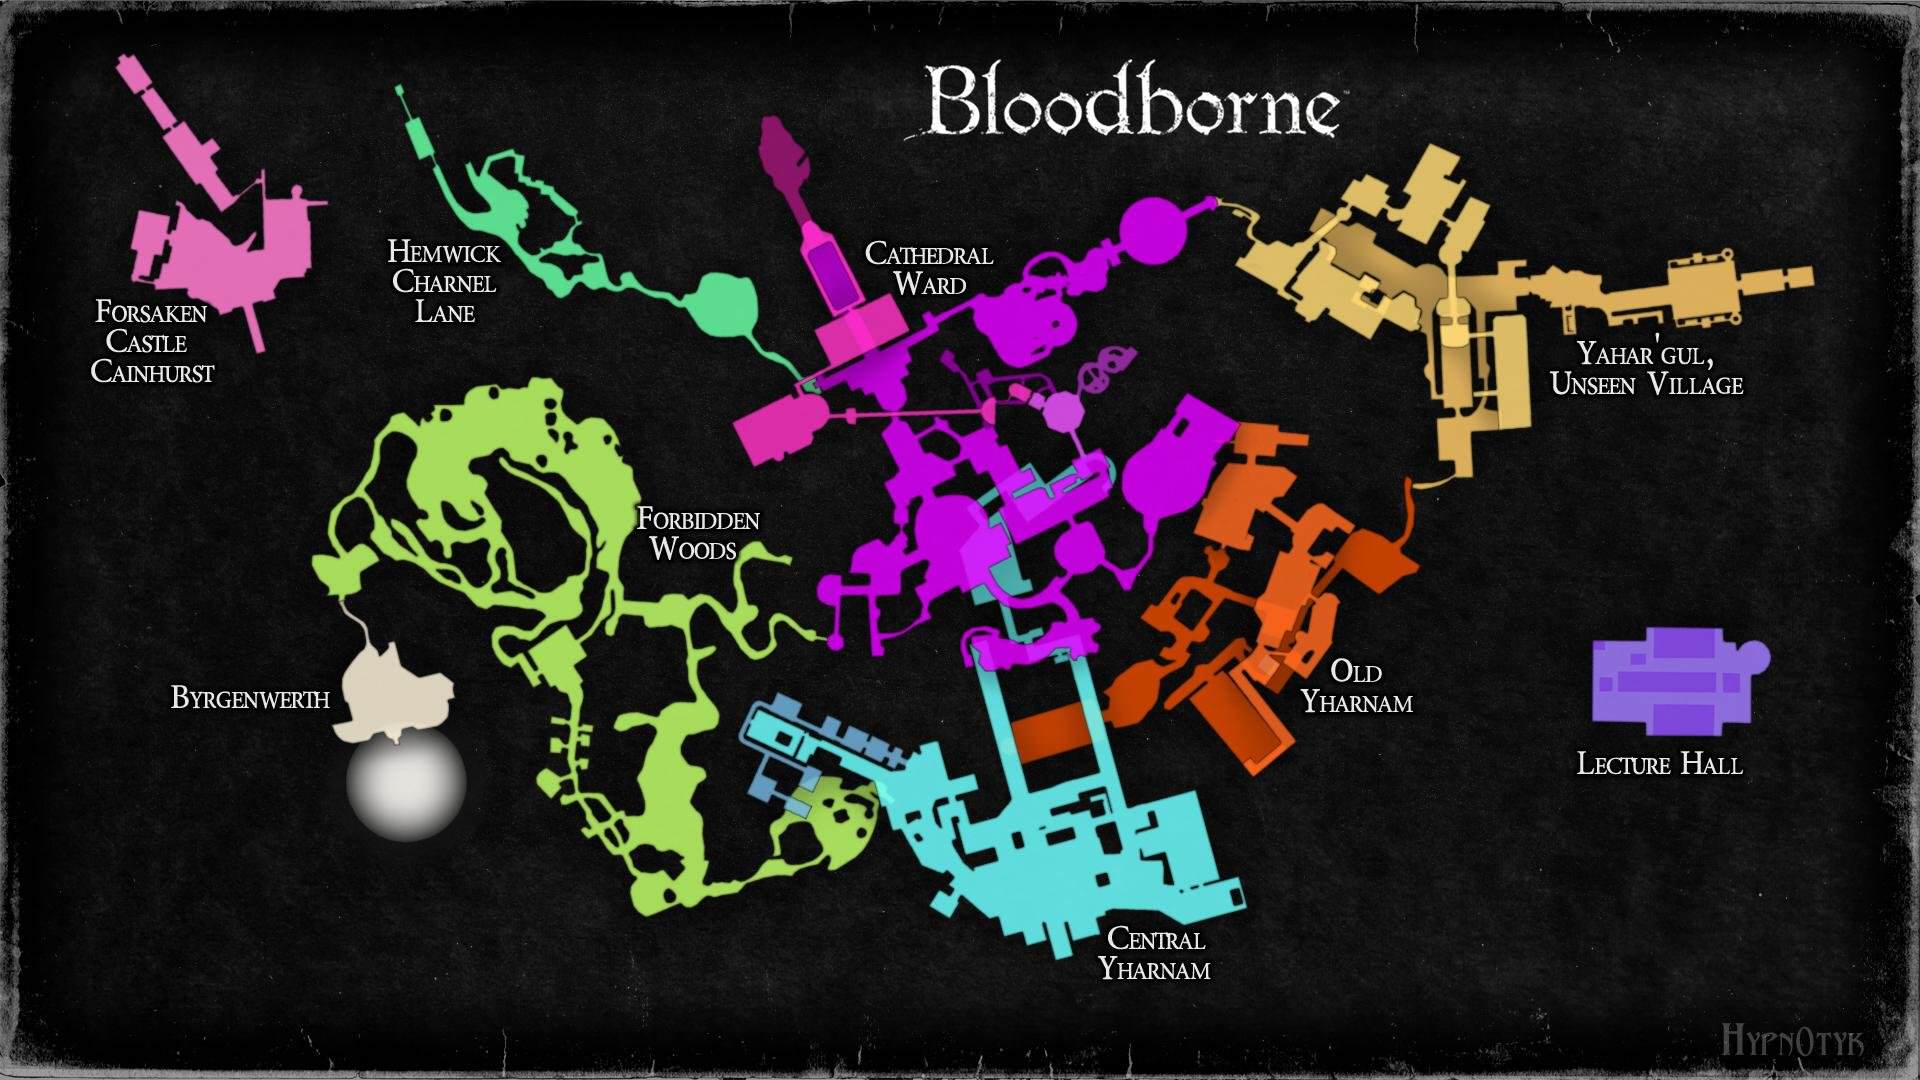 Bloodborne
Forsaken
Castle
Cainhurst
Hemwick
Charnel
Lane
Cathedral
Ward
Yahar'gul,
Unseen Village
Forbidden
Woods
Byrgenwerth
Old
Yharnam
Lecture Hall
Central
Yharnam
Hypn0tyk